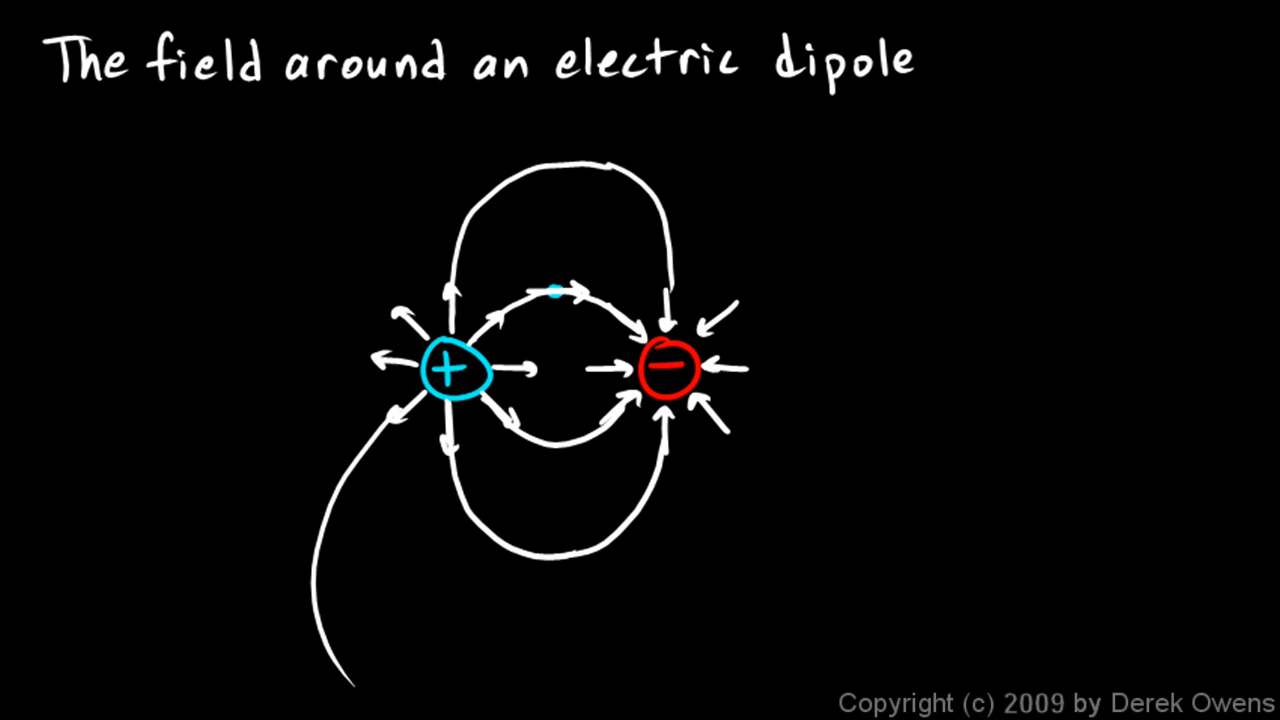 The field around an electric dipole
+
−
Copyright (c) 2009 by Derek Owens